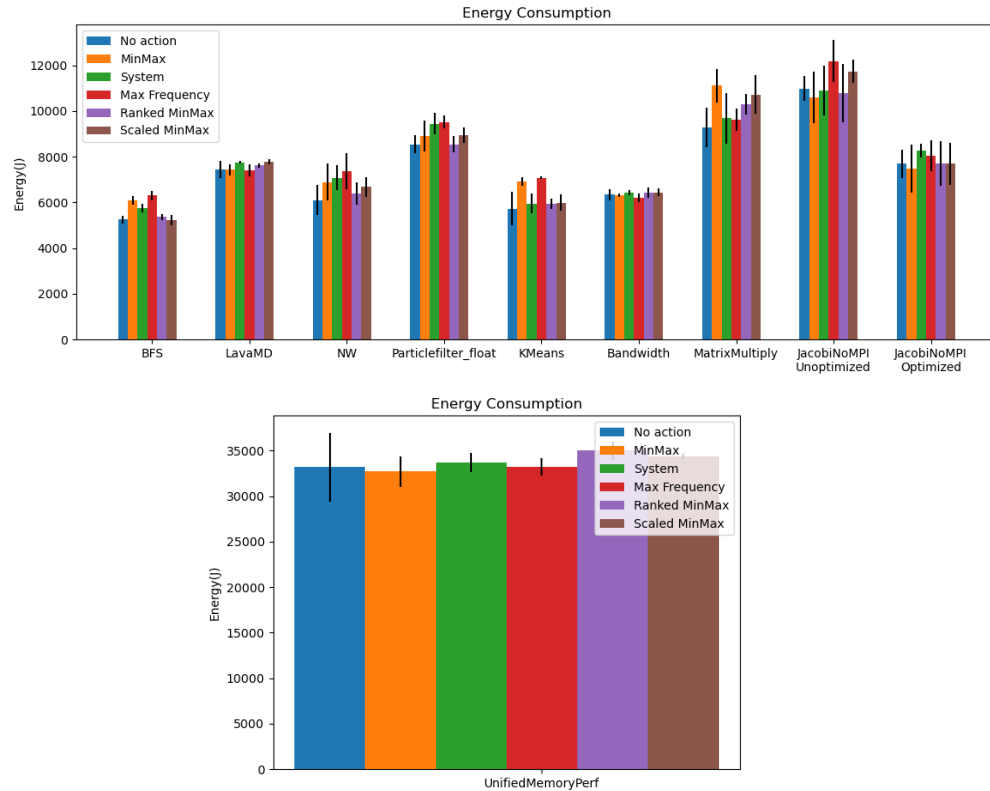 Energy Consumption
No action
MinMax
System
Max Frequency
Ranked MinMax
Scaled MinMax
Energy(J)
12000
10000
8000
6000
4000
2000
0
BFS
LavaMD
NW
Particlefilter_float
KMeans
Bandwidth
MatrixMultiply
JacobiNoMPI
Unoptimized
JacobiNoMPI
Optimized
Energy Consumption
No action
MinMax
System
Max Frequency
Ranked MinMax
Scaled MinMax
Energy(J)
35000
30000
25000
20000
15000
10000
5000
0
UnifiedMemoryPerf